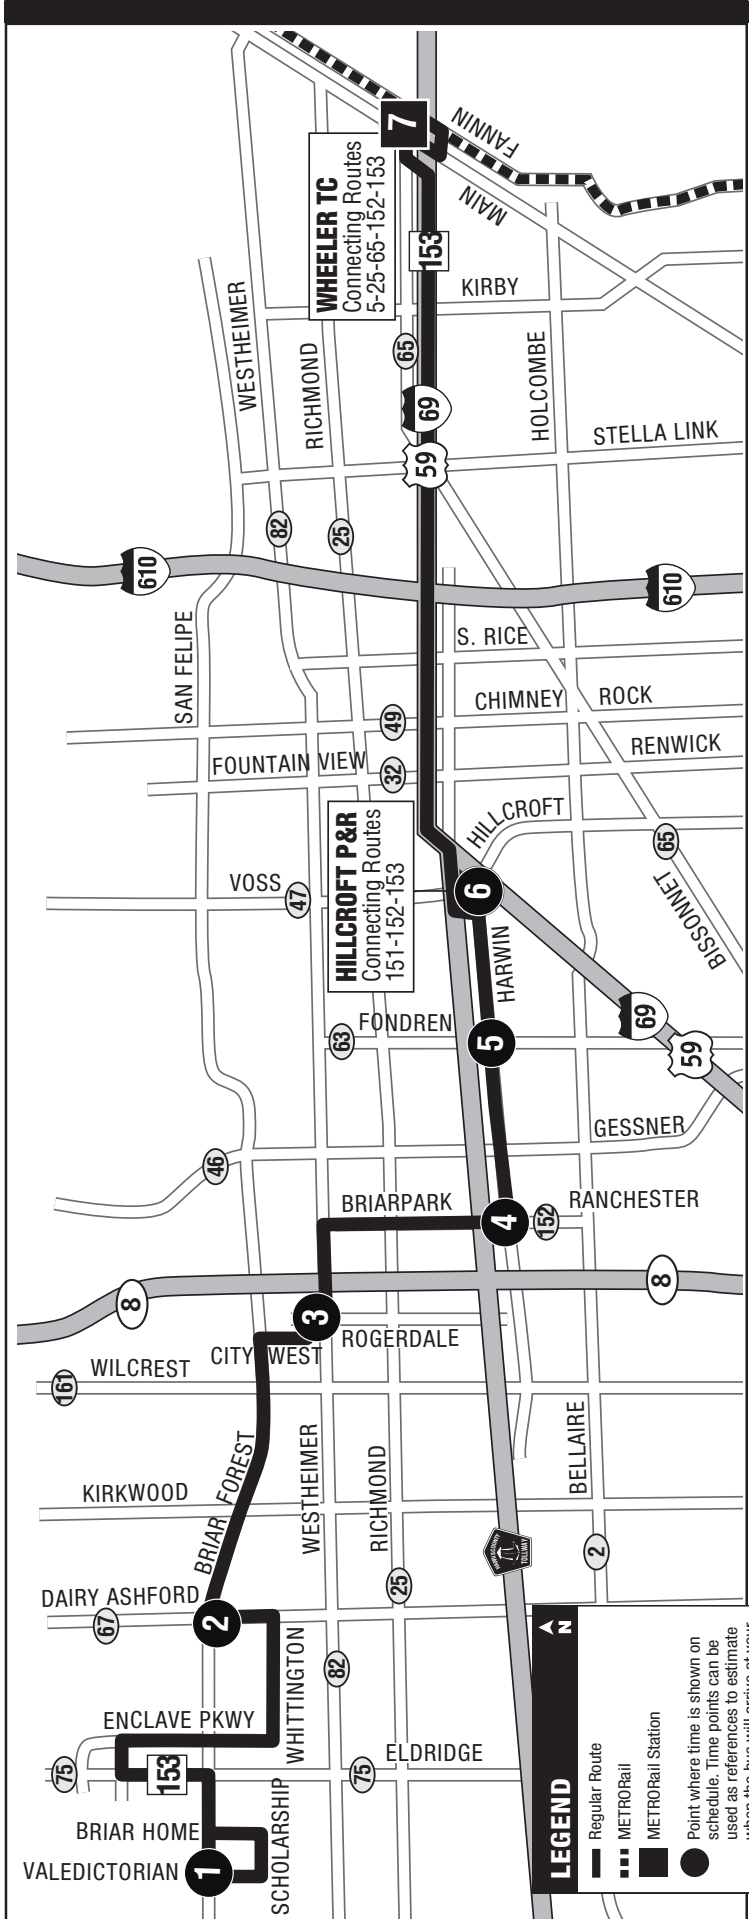 WHEELER TC
Connecting Routes
5-25-65-152-153
7
FANNIN
MAIN
153
KIRBY
WESTHEIMER
RICHMOND
65
69
HOLCOMBE
59
STELLA LINK
82
25
610
610
SAN FELIPE
S. RICE
CHIMNEY ROCK
49
RENWICK
FOUNTAIN VIEW
32
HILLCROFT P&R
Connecting Routes
151-152-153
HILLCROFT
65
BISSONNET
VOSS
47
6
HARWIN
63
FONDREN
5
69
59
GESSNER
46
BRIARPARK
4
152
RANCHESTER
8
8
3
ROGERDALE
CITY WEST
WILCREST
161
BRIAR FOREST
WESTHEIMER
RICHMOND
BELLAIRE
KIRKWOOD
2
25
DAIRY ASHFORD
67
2
82
WHITTINGTON
ENCLAVE PKWY
75
153
75
ELDRIDGE
BRIAR HOME
VALEDICTORIAN
1
SCHOLARSHIP
TOLLWAY
LEGEND
N
Regular Route
METRORail
METRORail Station
Point where time is shown on
schedule. Time points can be
used as references to estimate